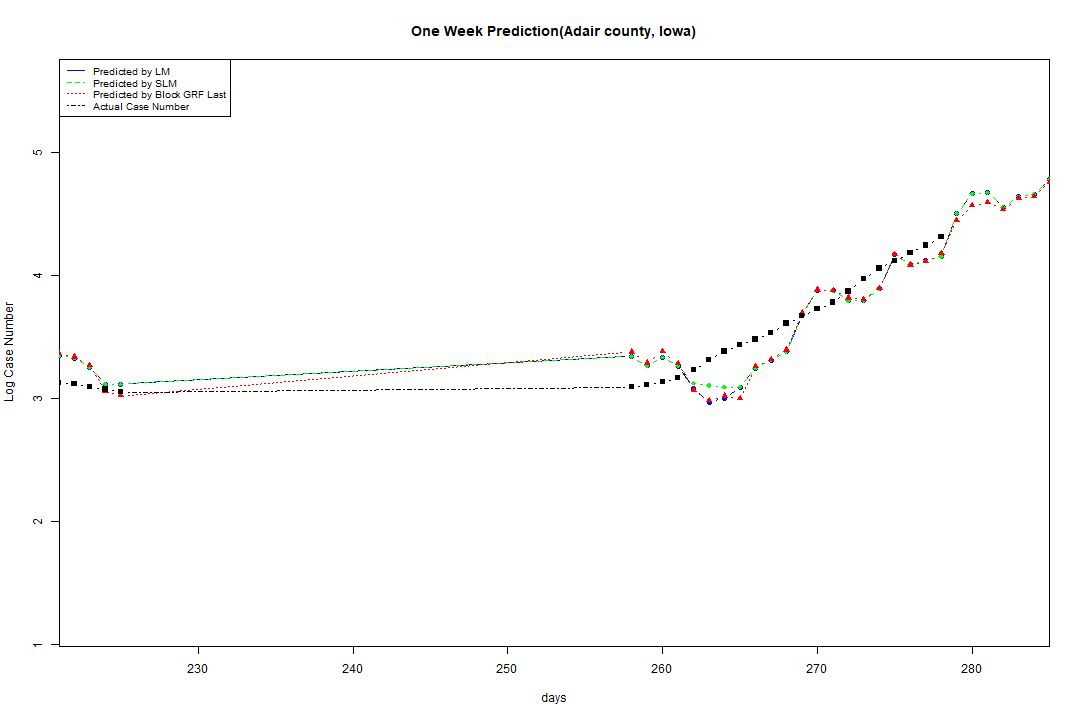 One Week Prediction(Adair county, Iowa)
Predicted by LM
Predicted by SLM
Predicted by Block GRF Last
Actual Case Number
5
4
3
2
1
Log Case Number
230 240 250 260 270 280
days